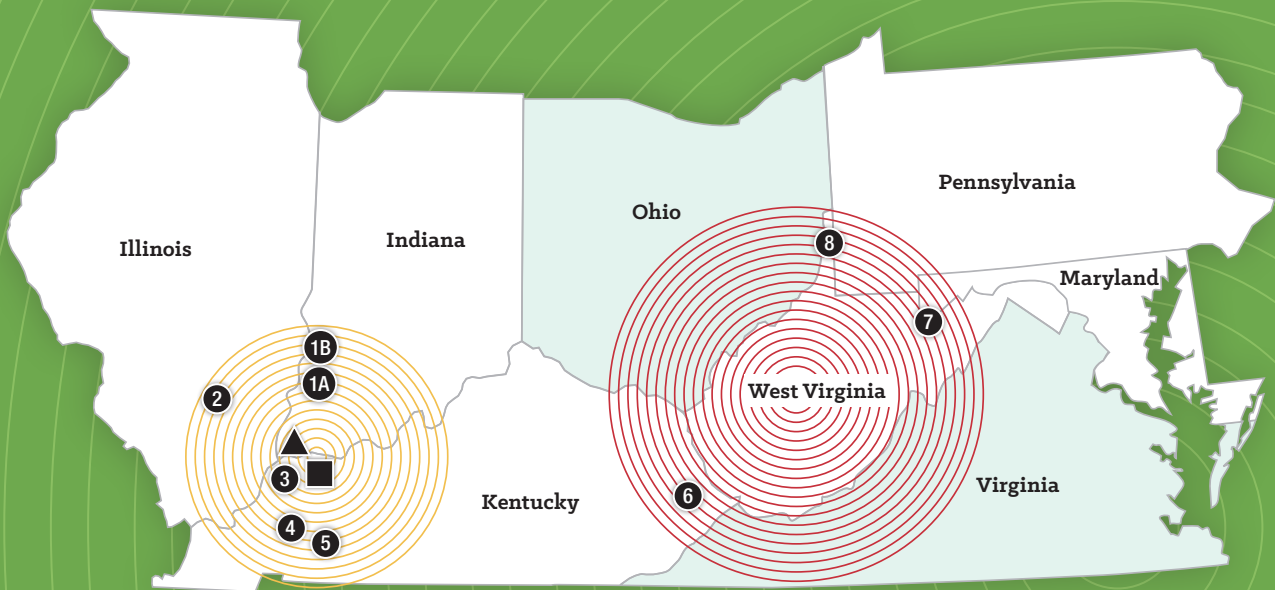 Pennsylvania
Ohio
Indiana
Illinois
8
Maryland
7
1B
1A
2
West Virginia
3
Kentucky
6
Virginia
4
5